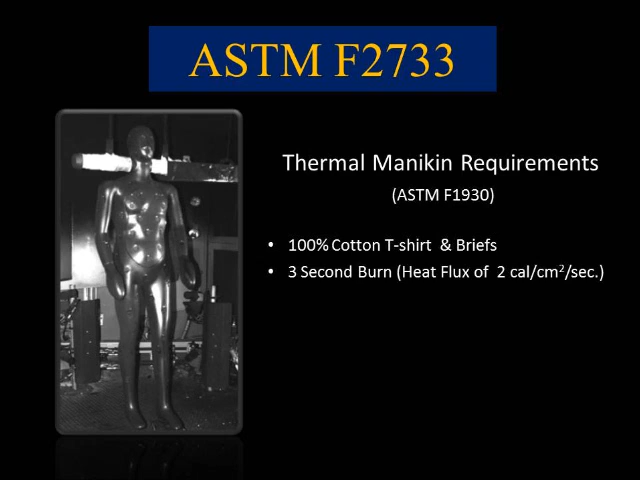 ASTM F2733
Thermal Manikin Requirements
(ASTM F1930)
• 100% Cotton T-shirt & Briefs
• 3 Second Burn (Heat Flux of 2 cal/cm²/sec.)